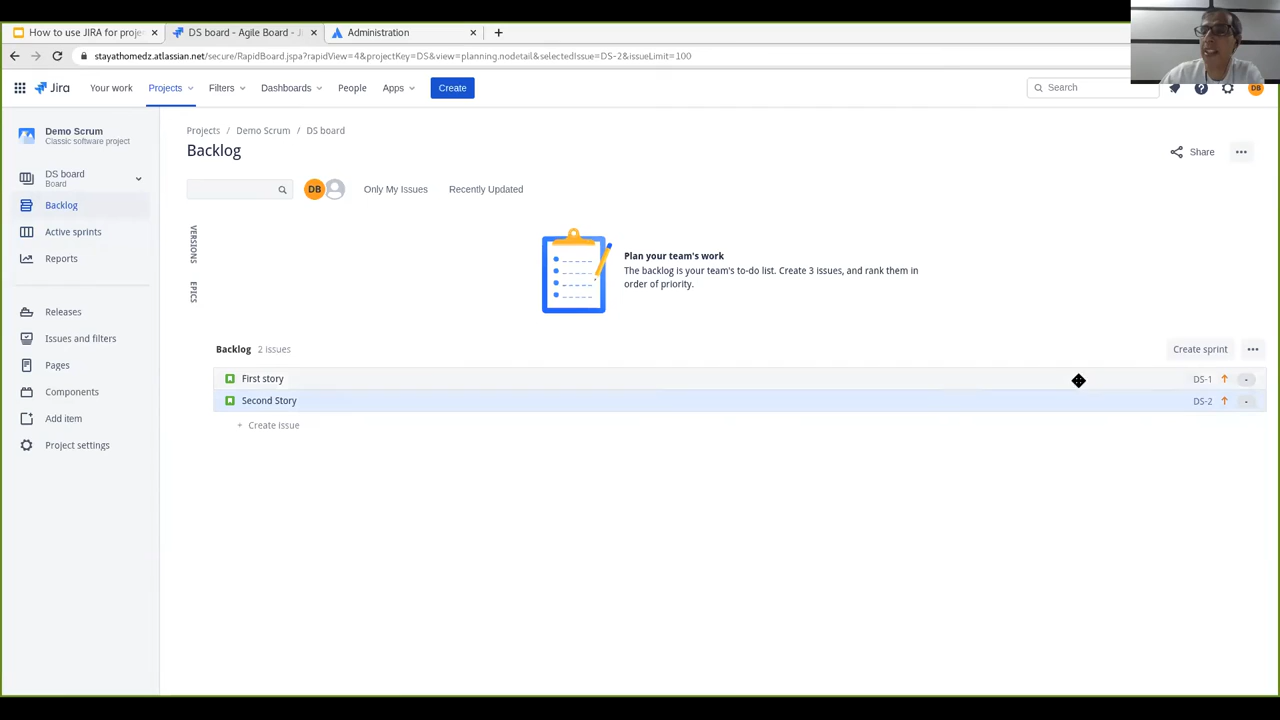 How to use JIRA for proje
DS board - Agile Board - J
Administration
stayathomedz.atlassian.net/secure/RapidBoard.jspa?rapidView=4&projectKey=DS&view=planning.nodetail&selectedIssue=DS-2&issueLimit=100
Jira
Your work
Projects
Filters
Dashboards
People
Apps
Create
Search
DB
Demo Scrum
Classic software project
DS board
Board
Backlog
Active sprints
Reports
Releases
Issues and filters
Pages
Components
Add item
Project settings
Projects / Demo Scrum / DS board
Backlog
Share
DB
Only My Issues
Recently Updated
VERSIONS
EPICS
Plan your team's work
The backlog is your team's to-do list. Create 3 issues, and rank them in
order of priority.
Backlog 2 issues
Create sprint
First story DS-1 -
Second Story DS-2 -
+ Create issue